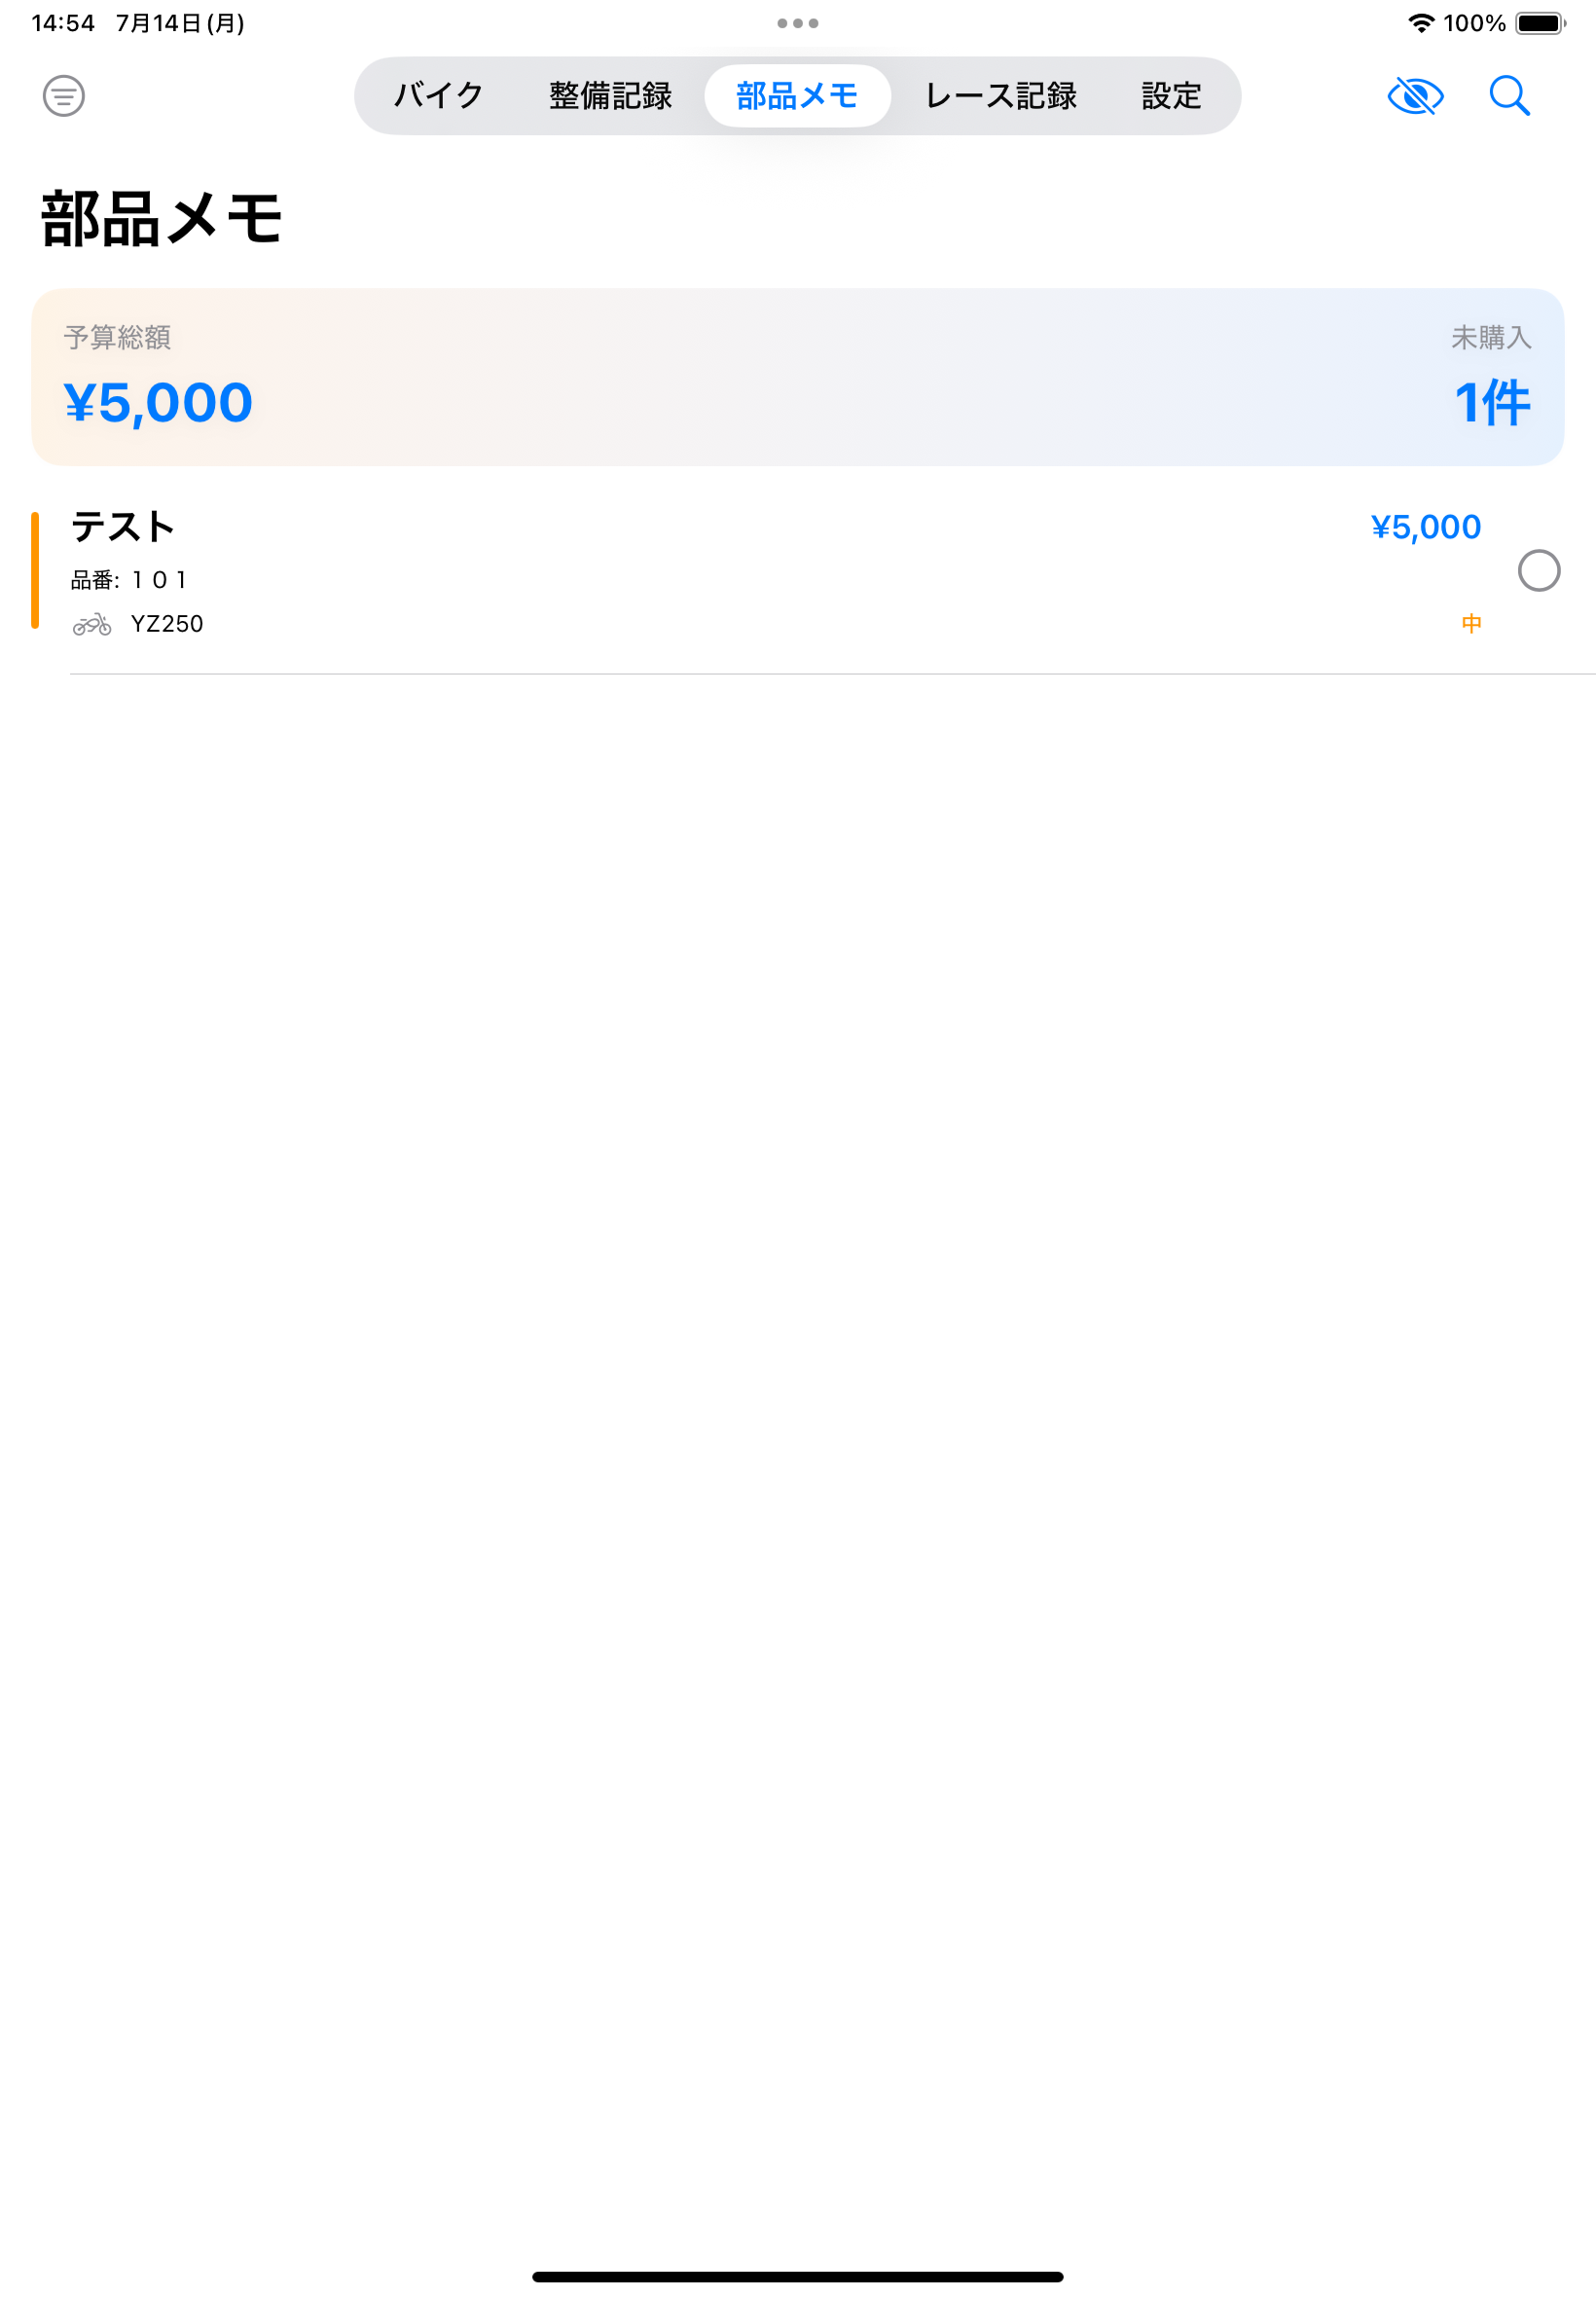 14:54 7月14日(月) 100%
バイク 整備記録 部品メモ レース記録 設定
部品メモ
予算総額 未購入
¥5,000 1件
テスト ¥5,000
品番: １０１
YZ250 中